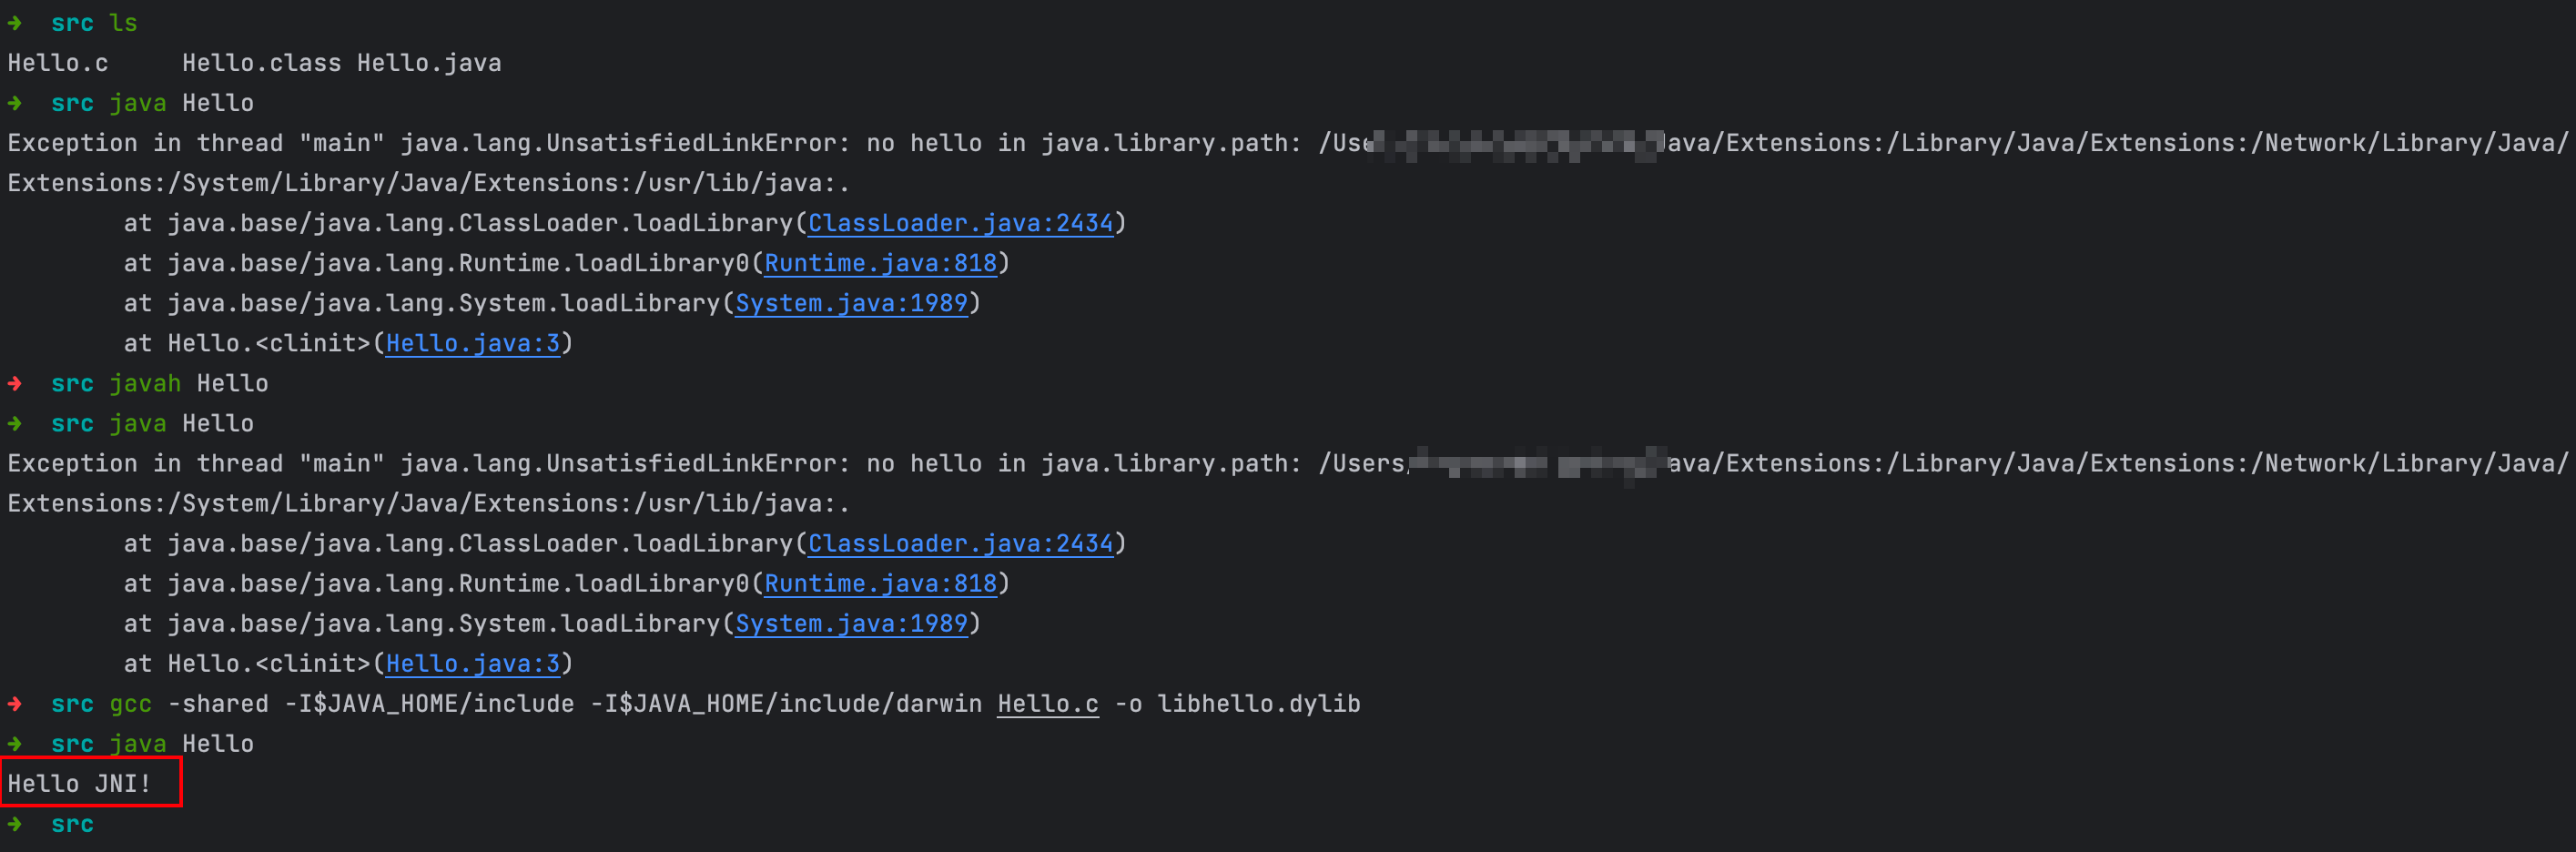 ➜  src ls
Hello.c     Hello.class Hello.java
➜  src java Hello
Exception in thread "main" java.lang.UnsatisfiedLinkError: no hello in java.library.path: /Use ava/Extensions:/Library/Java/Extensions:/Network/Library/Java/
Extensions:/System/Library/Java/Extensions:/usr/lib/java:.
        at java.base/java.lang.ClassLoader.loadLibrary(ClassLoader.java:2434)
        at java.base/java.lang.Runtime.loadLibrary0(Runtime.java:818)
        at java.base/java.lang.System.loadLibrary(System.java:1989)
        at Hello.<clinit>(Hello.java:3)
➜  src javah Hello
➜  src java Hello
Exception in thread "main" java.lang.UnsatisfiedLinkError: no hello in java.library.path: /Users/ ava/Extensions:/Library/Java/Extensions:/Network/Library/Java/
Extensions:/System/Library/Java/Extensions:/usr/lib/java:.
        at java.base/java.lang.ClassLoader.loadLibrary(ClassLoader.java:2434)
        at java.base/java.lang.Runtime.loadLibrary0(Runtime.java:818)
        at java.base/java.lang.System.loadLibrary(System.java:1989)
        at Hello.<clinit>(Hello.java:3)
➜  src gcc -shared -I$JAVA_HOME/include -I$JAVA_HOME/include/darwin Hello.c -o libhello.dylib
➜  src java Hello
Hello JNI!
➜  src